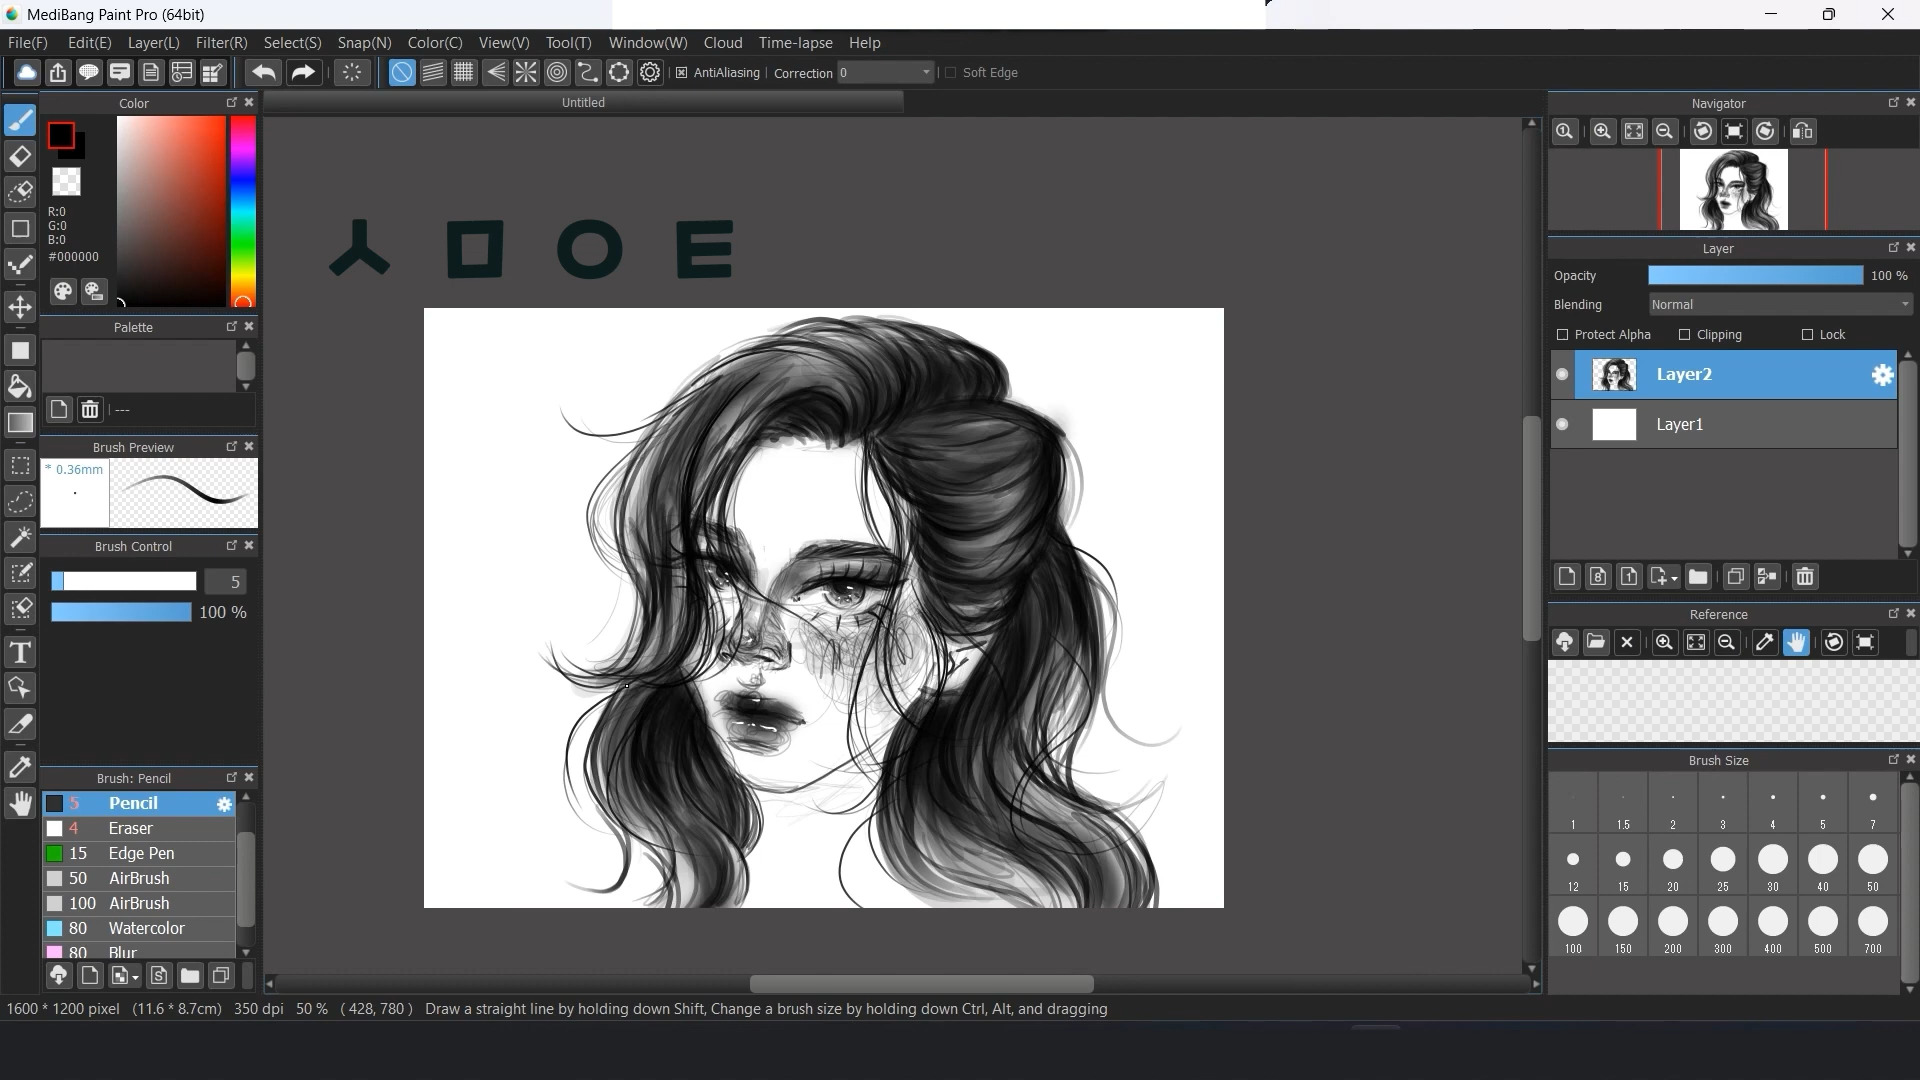 MediBang Paint Pro (64bit)
File(F) Edit(E) Layer(L) Filter(R) Select(S) Snap(N) Color(C) View(V) Tool(T) Window(W) Cloud Time-lapse Help
AntiAliasing Correction 0 Soft Edge
Color
Untitled
Navigator
R:0
G:0
B:0
#000000
ㅅ ㅁ ㅇ ㅌ
Layer
Opacity 100 %
Blending Normal
Protect Alpha Clipping Lock
Layer2
Layer1
Palette
---
Brush Preview
* 0.36mm
Brush Control
5
100 %
Reference
Brush: Pencil
5 Pencil
4 Eraser
15 Edge Pen
50 AirBrush
100 AirBrush
80 Watercolor
80 Blur
Brush Size
1 1.5 2 3 4 5 7
12 15 20 25 30 40 50
100 150 200 300 400 500 700
1600 * 1200 pixel (11.6 * 8.7cm) 350 dpi 50 % ( 428, 780 ) Draw a straight line by holding down Shift, Change a brush size by holding down Ctrl, Alt, and dragging